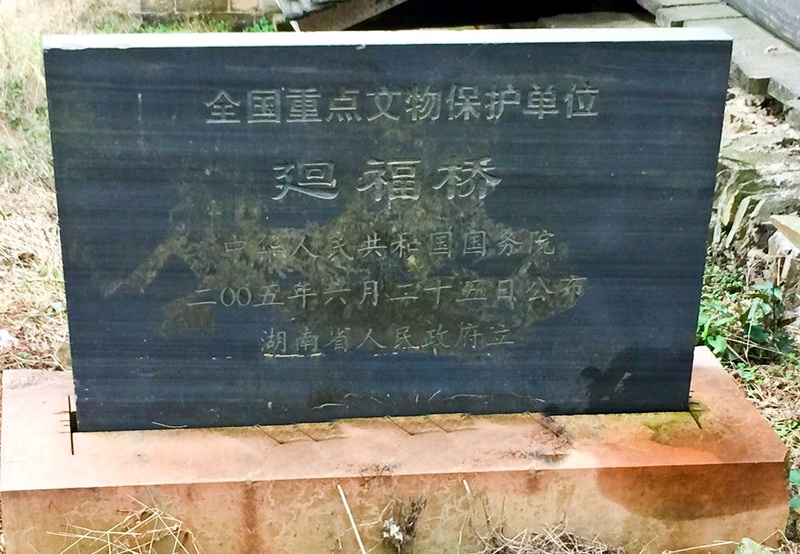 全国重点文物保护单位
廻福桥
中华人民共和国国务院
二00五年六月二十五日公布
湖南省人民政府立